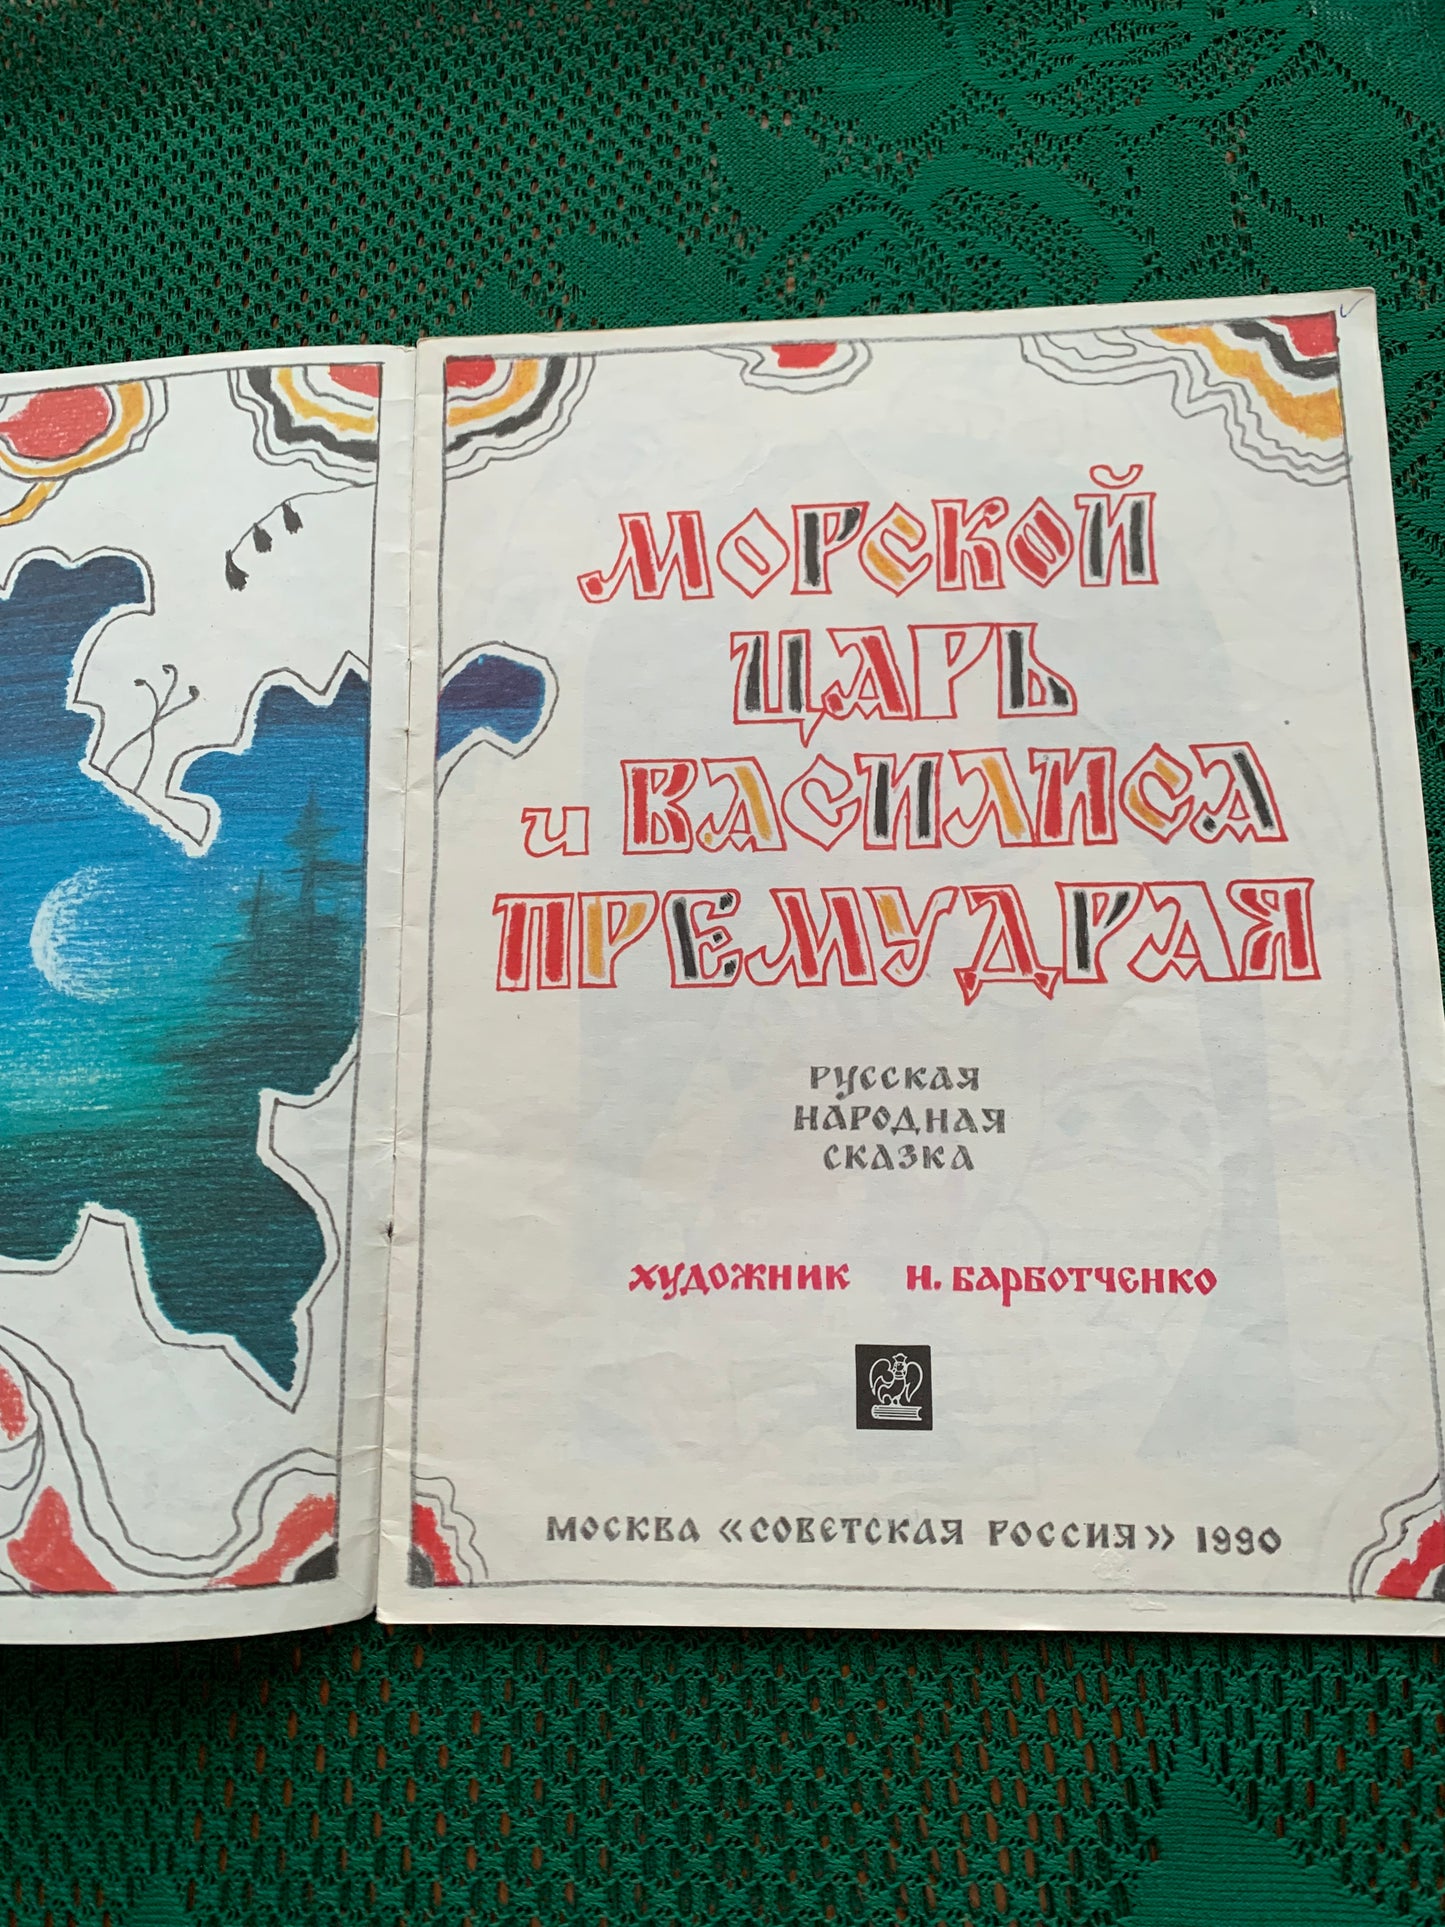 МОРСКОЙ
ЦАРЬ
И ВАСИЛИСА
ПРЕМУДРАЯ
РУССКАЯ
НАРОДНАЯ
СКАЗКА
ХУДОЖНИК Н. БАРБОТЧЕНКО
МОСКВА «СОВЕТСКАЯ РОССИЯ» 1990